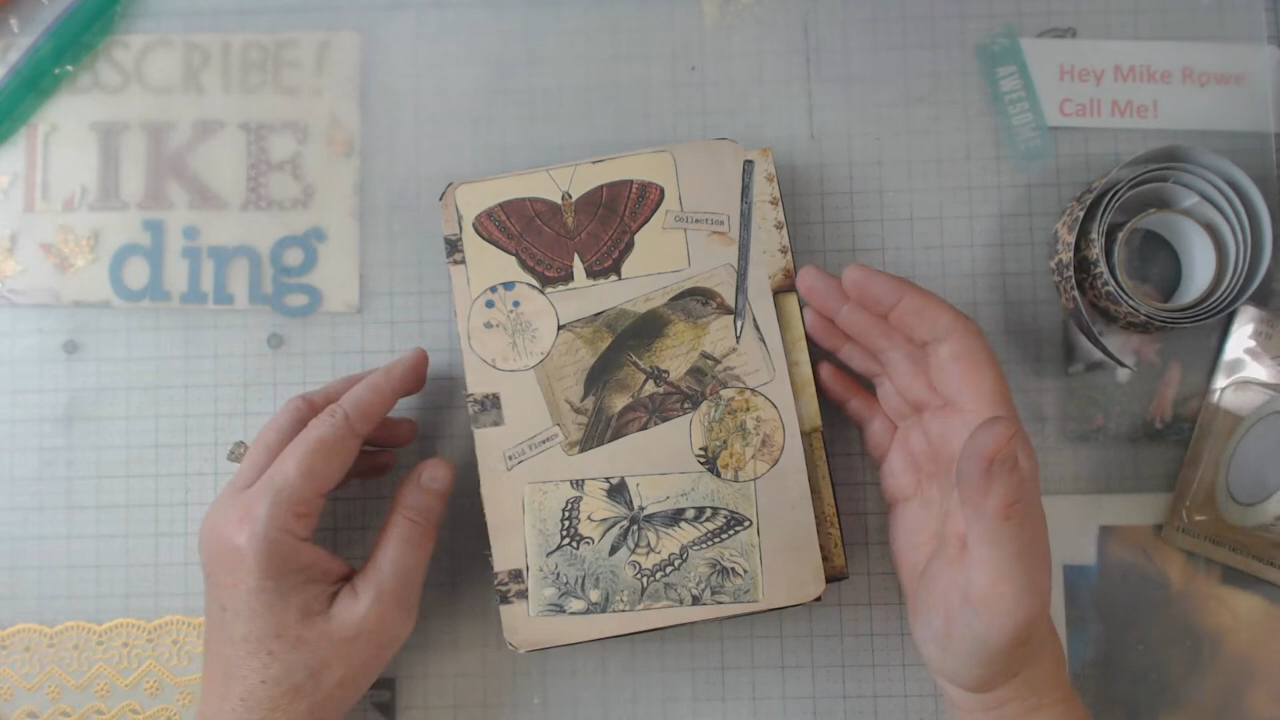 SCRIBE!
LIKE
ding
AWESOME
Hey Mike Rowe
Call Me!
Collection
Wild Flowers